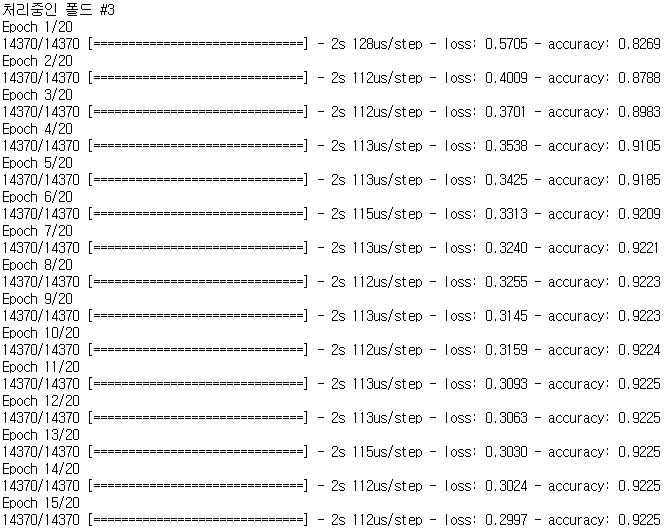 처리중인 폴드 #3
Epoch 1/20
14370/14370 [==============================] - 2s 128us/step - loss: 0.5705 - accuracy: 0.8269
Epoch 2/20
14370/14370 [==============================] - 2s 112us/step - loss: 0.4009 - accuracy: 0.8788
Epoch 3/20
14370/14370 [==============================] - 2s 112us/step - loss: 0.3701 - accuracy: 0.8983
Epoch 4/20
14370/14370 [==============================] - 2s 113us/step - loss: 0.3538 - accuracy: 0.9105
Epoch 5/20
14370/14370 [==============================] - 2s 113us/step - loss: 0.3425 - accuracy: 0.9185
Epoch 6/20
14370/14370 [==============================] - 2s 115us/step - loss: 0.3313 - accuracy: 0.9209
Epoch 7/20
14370/14370 [==============================] - 2s 113us/step - loss: 0.3240 - accuracy: 0.9221
Epoch 8/20
14370/14370 [==============================] - 2s 112us/step - loss: 0.3255 - accuracy: 0.9223
Epoch 9/20
14370/14370 [==============================] - 2s 113us/step - loss: 0.3145 - accuracy: 0.9223
Epoch 10/20
14370/14370 [==============================] - 2s 112us/step - loss: 0.3159 - accuracy: 0.9224
Epoch 11/20
14370/14370 [==============================] - 2s 113us/step - loss: 0.3093 - accuracy: 0.9225
Epoch 12/20
14370/14370 [==============================] - 2s 113us/step - loss: 0.3063 - accuracy: 0.9225
Epoch 13/20
14370/14370 [==============================] - 2s 115us/step - loss: 0.3030 - accuracy: 0.9225
Epoch 14/20
14370/14370 [==============================] - 2s 112us/step - loss: 0.3024 - accuracy: 0.9225
Epoch 15/20
14370/14370 [==============================] - 2s 112us/step - loss: 0.2997 - accuracy: 0.9225